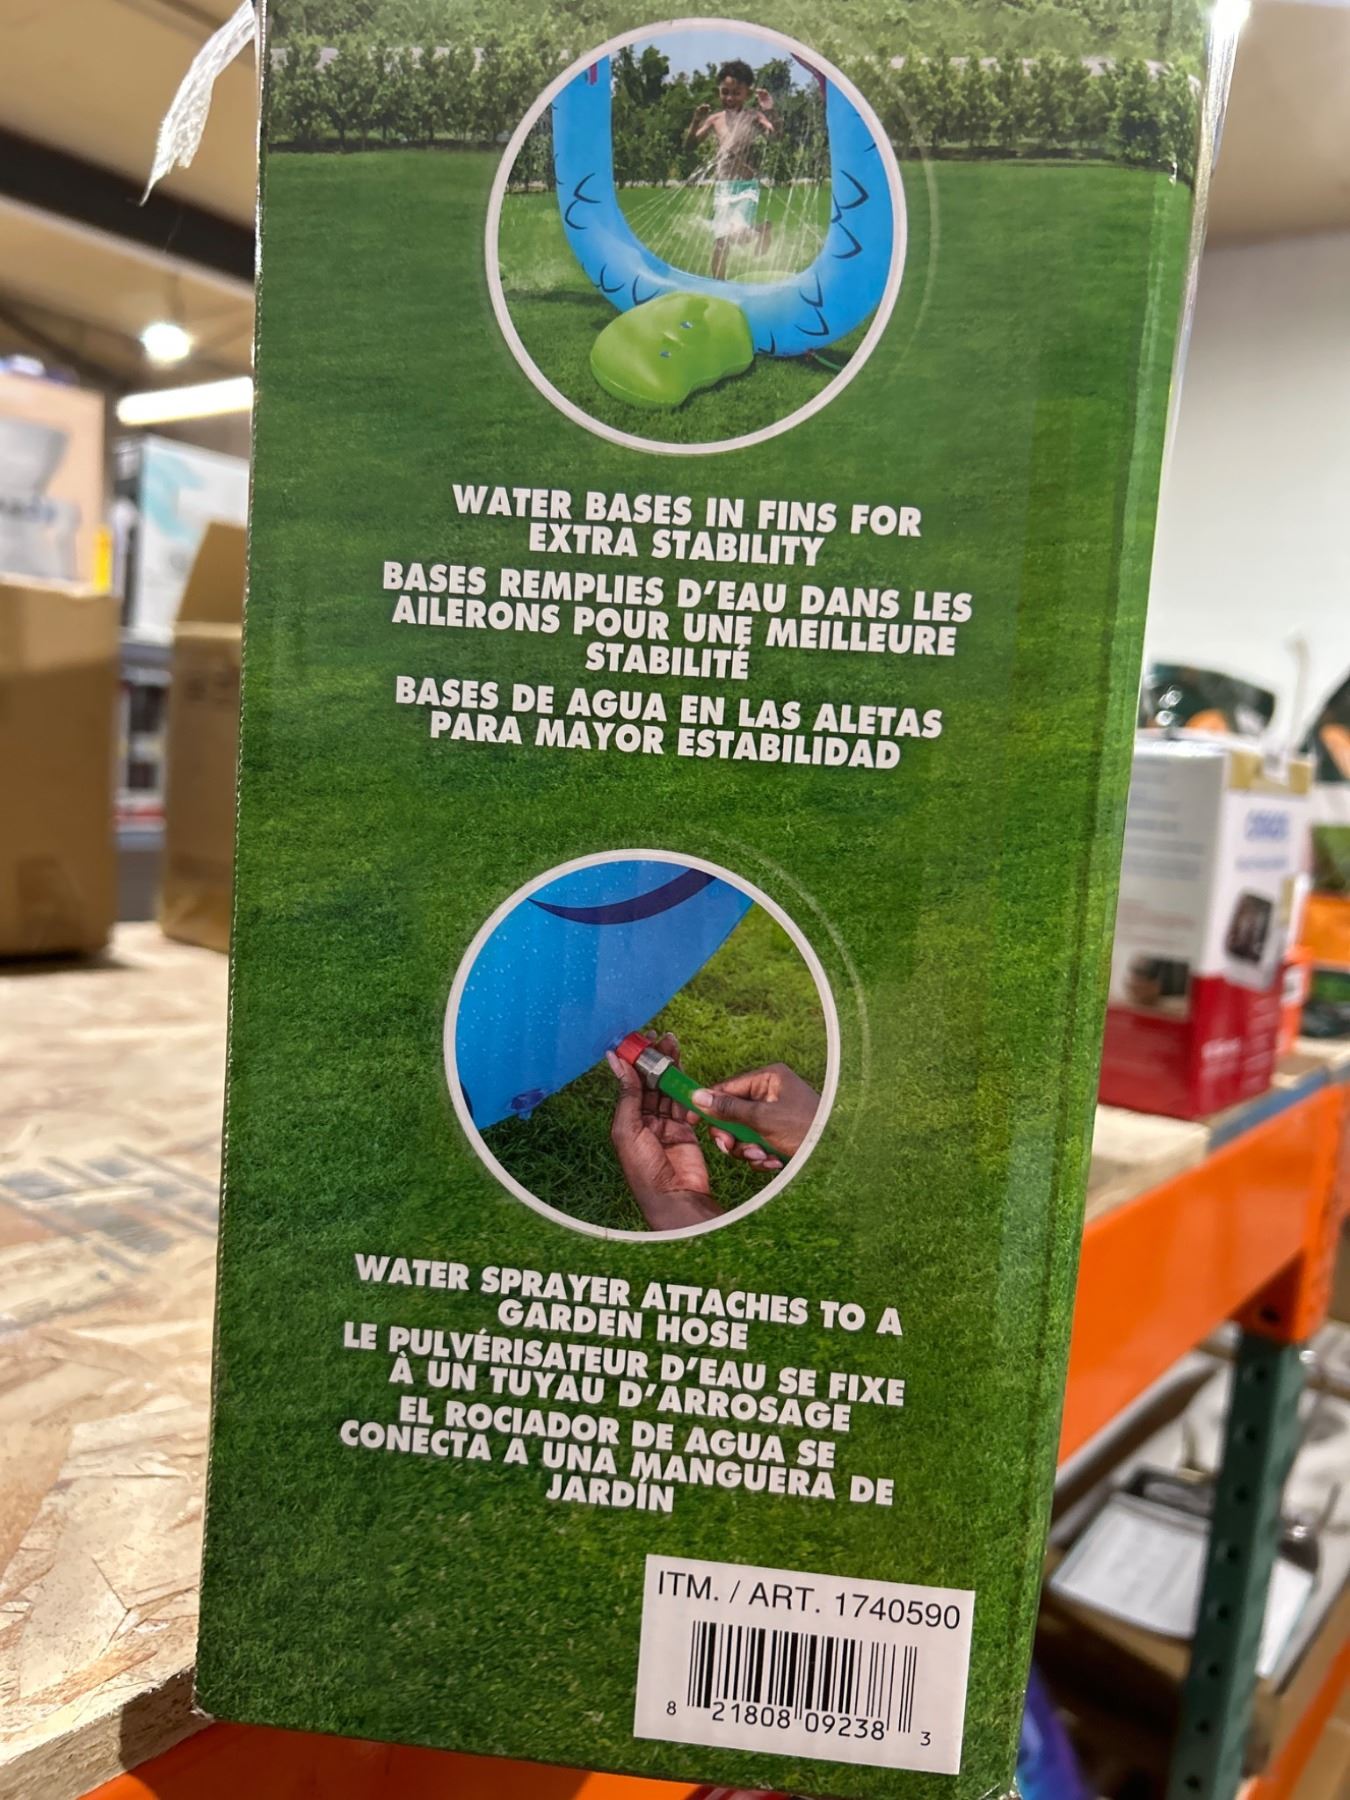 WATER BASES IN FINS FOR
EXTRA STABILITY
BASES REMPLIES D'EAU DANS LES
AILERONS POUR UNE MEILLEURE
STABILITÉ
BASES DE AGUA EN LAS ALETAS
PARA MAYOR ESTABILIDAD
WATER SPRAYER ATTACHES TO A
GARDEN HOSE
LE PULVÉRISATEUR D'EAU SE FIXE
À UN TUYAU D'ARROSAGE
EL ROCIADOR DE AGUA SE
CONECTA A UNA MANGUERA DE
JARDÍN
ITM. / ART. 1740590
8 21808 09238 3